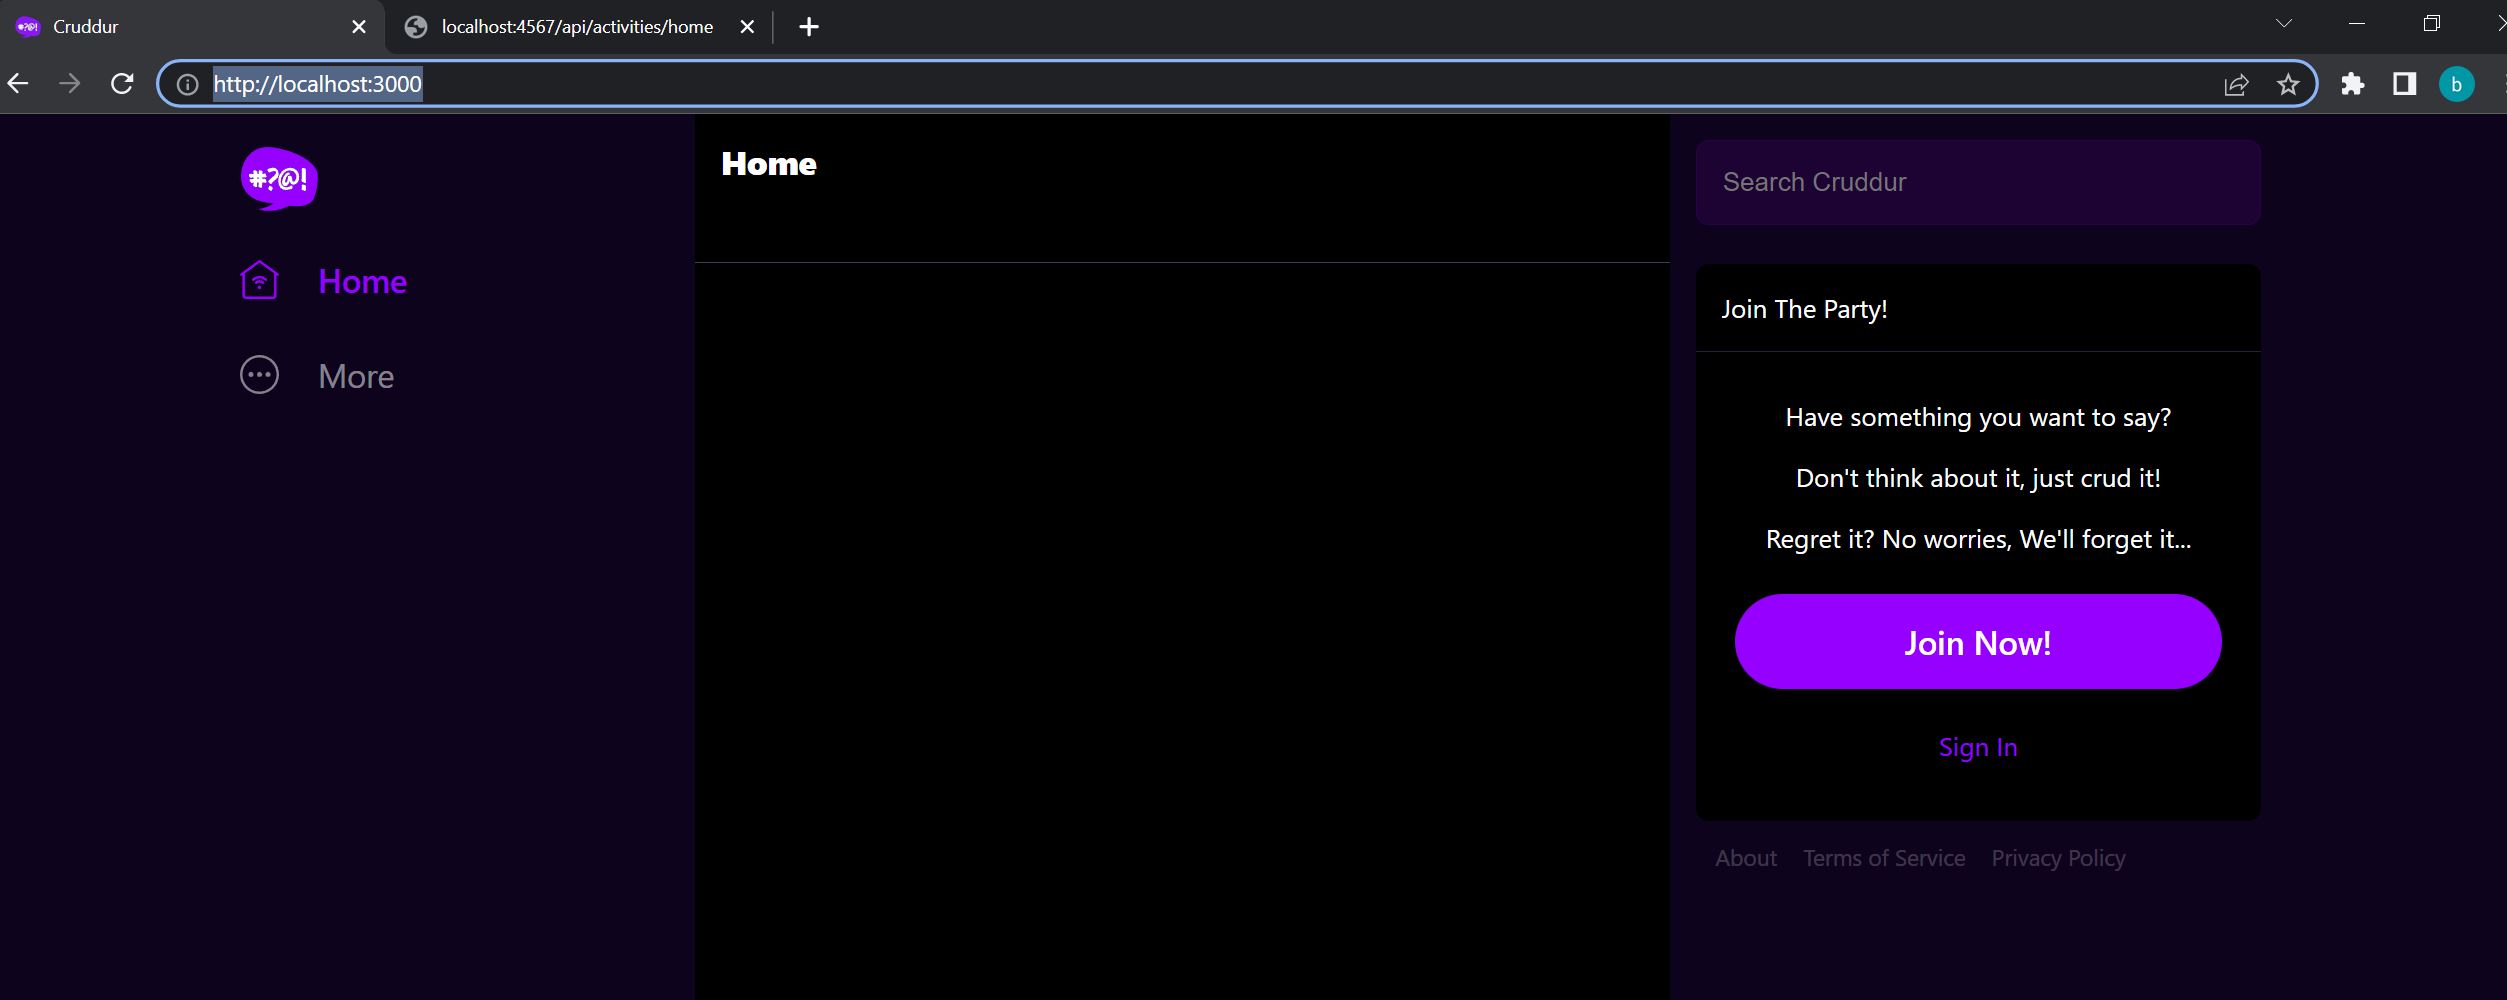 #?@! Cruddur
localhost:4567/api/activities/home
http://localhost:3000
b
#?@!
Home
More
Home
Search Cruddur
Join The Party!
Have something you want to say?
Don't think about it, just crud it!
Regret it? No worries, We'll forget it...
Join Now!
Sign In
About Terms of Service Privacy Policy